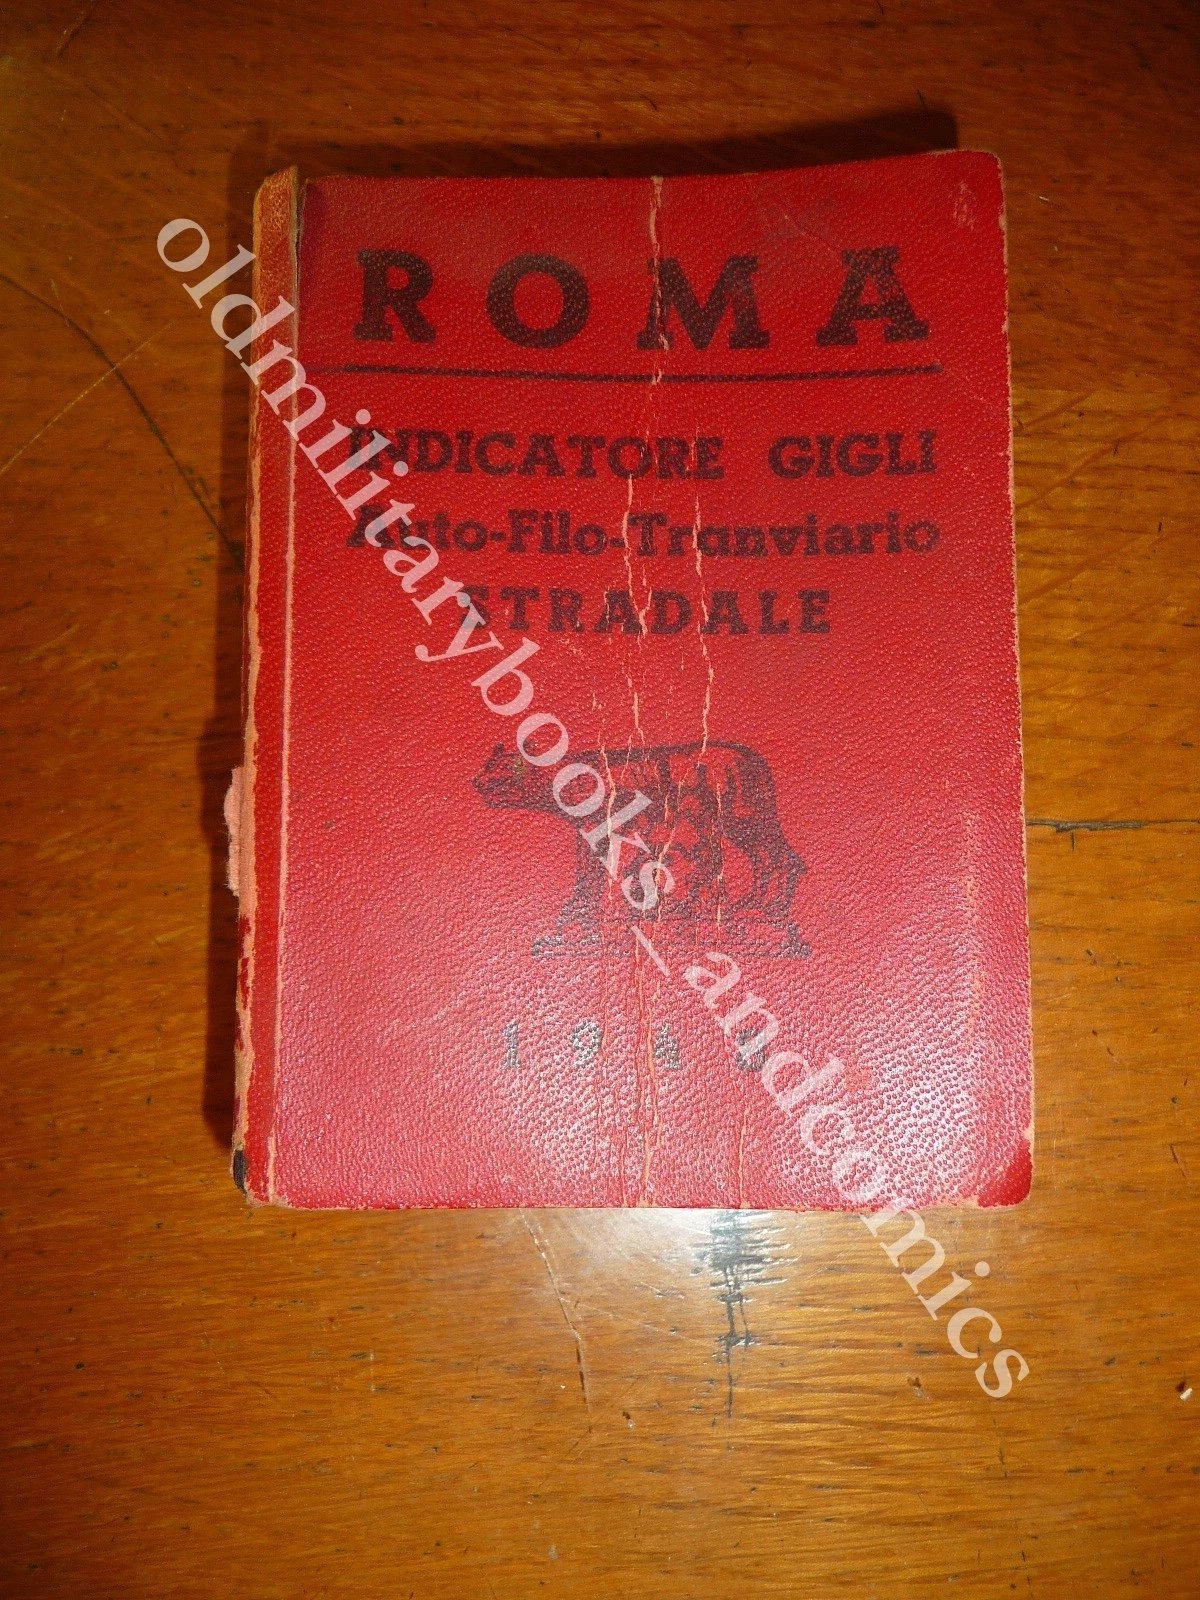 ROMA
INDICATORE GIGLI
Auto-Filo-Tranviario
STRADALE
oldmilitarybooks_andcomics